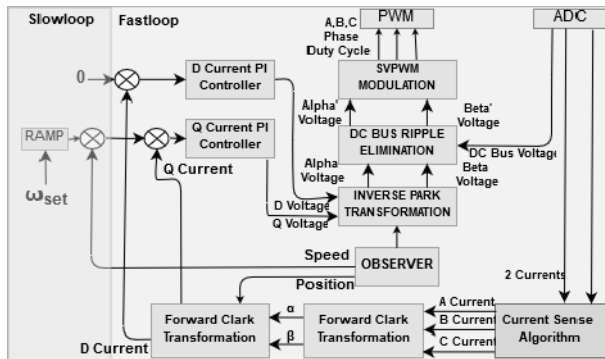 Slowloop
Fastloop
A,B,C
Phase
Duty Cycle
PWM
ADC
0
D Current PI
Controller
SVPWM
MODULATION
Alpha'
Voltage
Beta'
Voltage
RAMP
Q Current PI
Controller
DC BUS RIPPLE
ELIMINATION
DC Bus Voltage
Q Current
Alpha
Voltage
Beta
Voltage
ωset
D Voltage
Q Voltage
INVERSE PARK
TRANSFORMATION
Speed
OBSERVER
Position
2 Currents
Forward Clark
Transformation
α
β
Forward Clark
Transformation
A Current
B Current
C Current
Current Sense
Algorithm
D Current